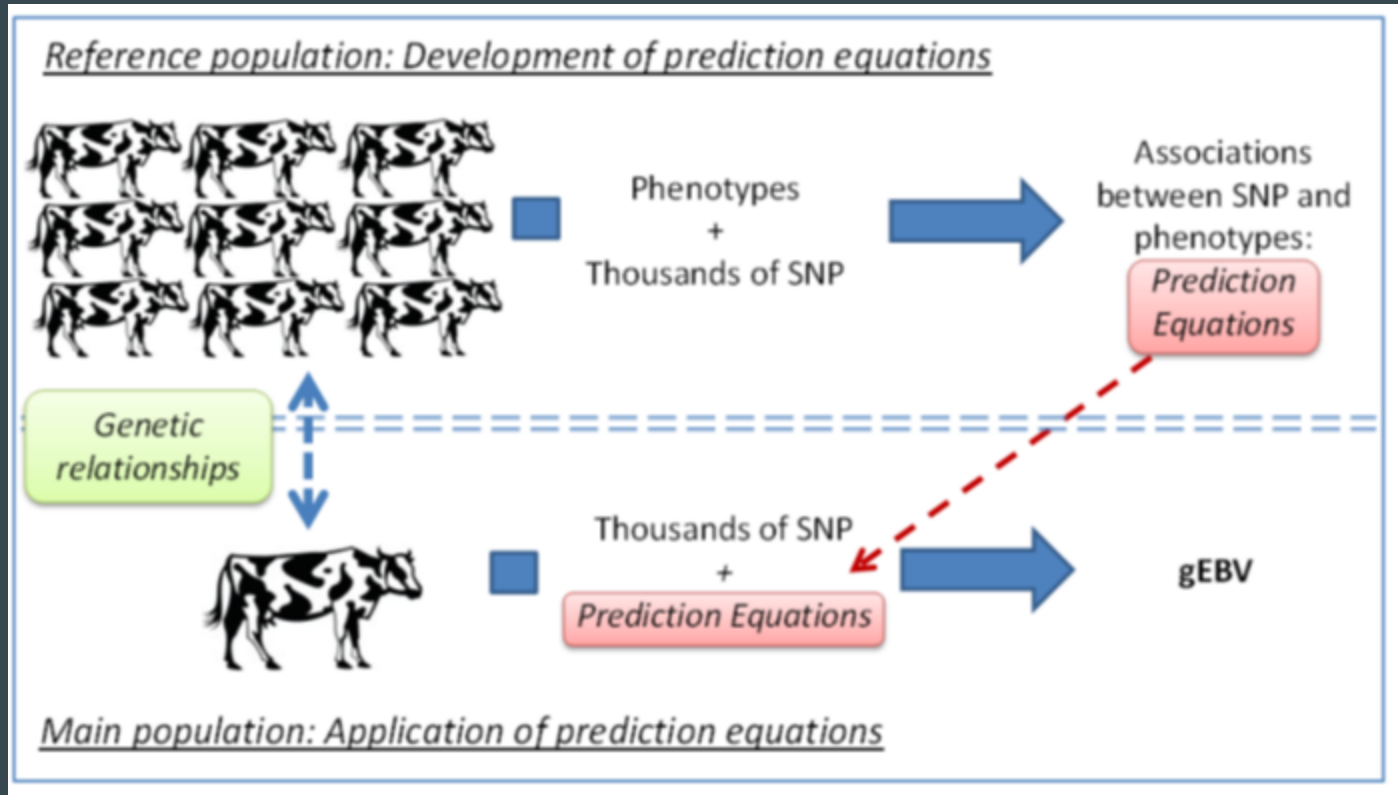 Reference population: Development of prediction equations
Phenotypes
+
Thousands of SNP
Associations
between SNP and
phenotypes:
Prediction
Equations
Genetic
relationships
Thousands of SNP
+
Prediction Equations
gEBV
Main population: Application of prediction equations